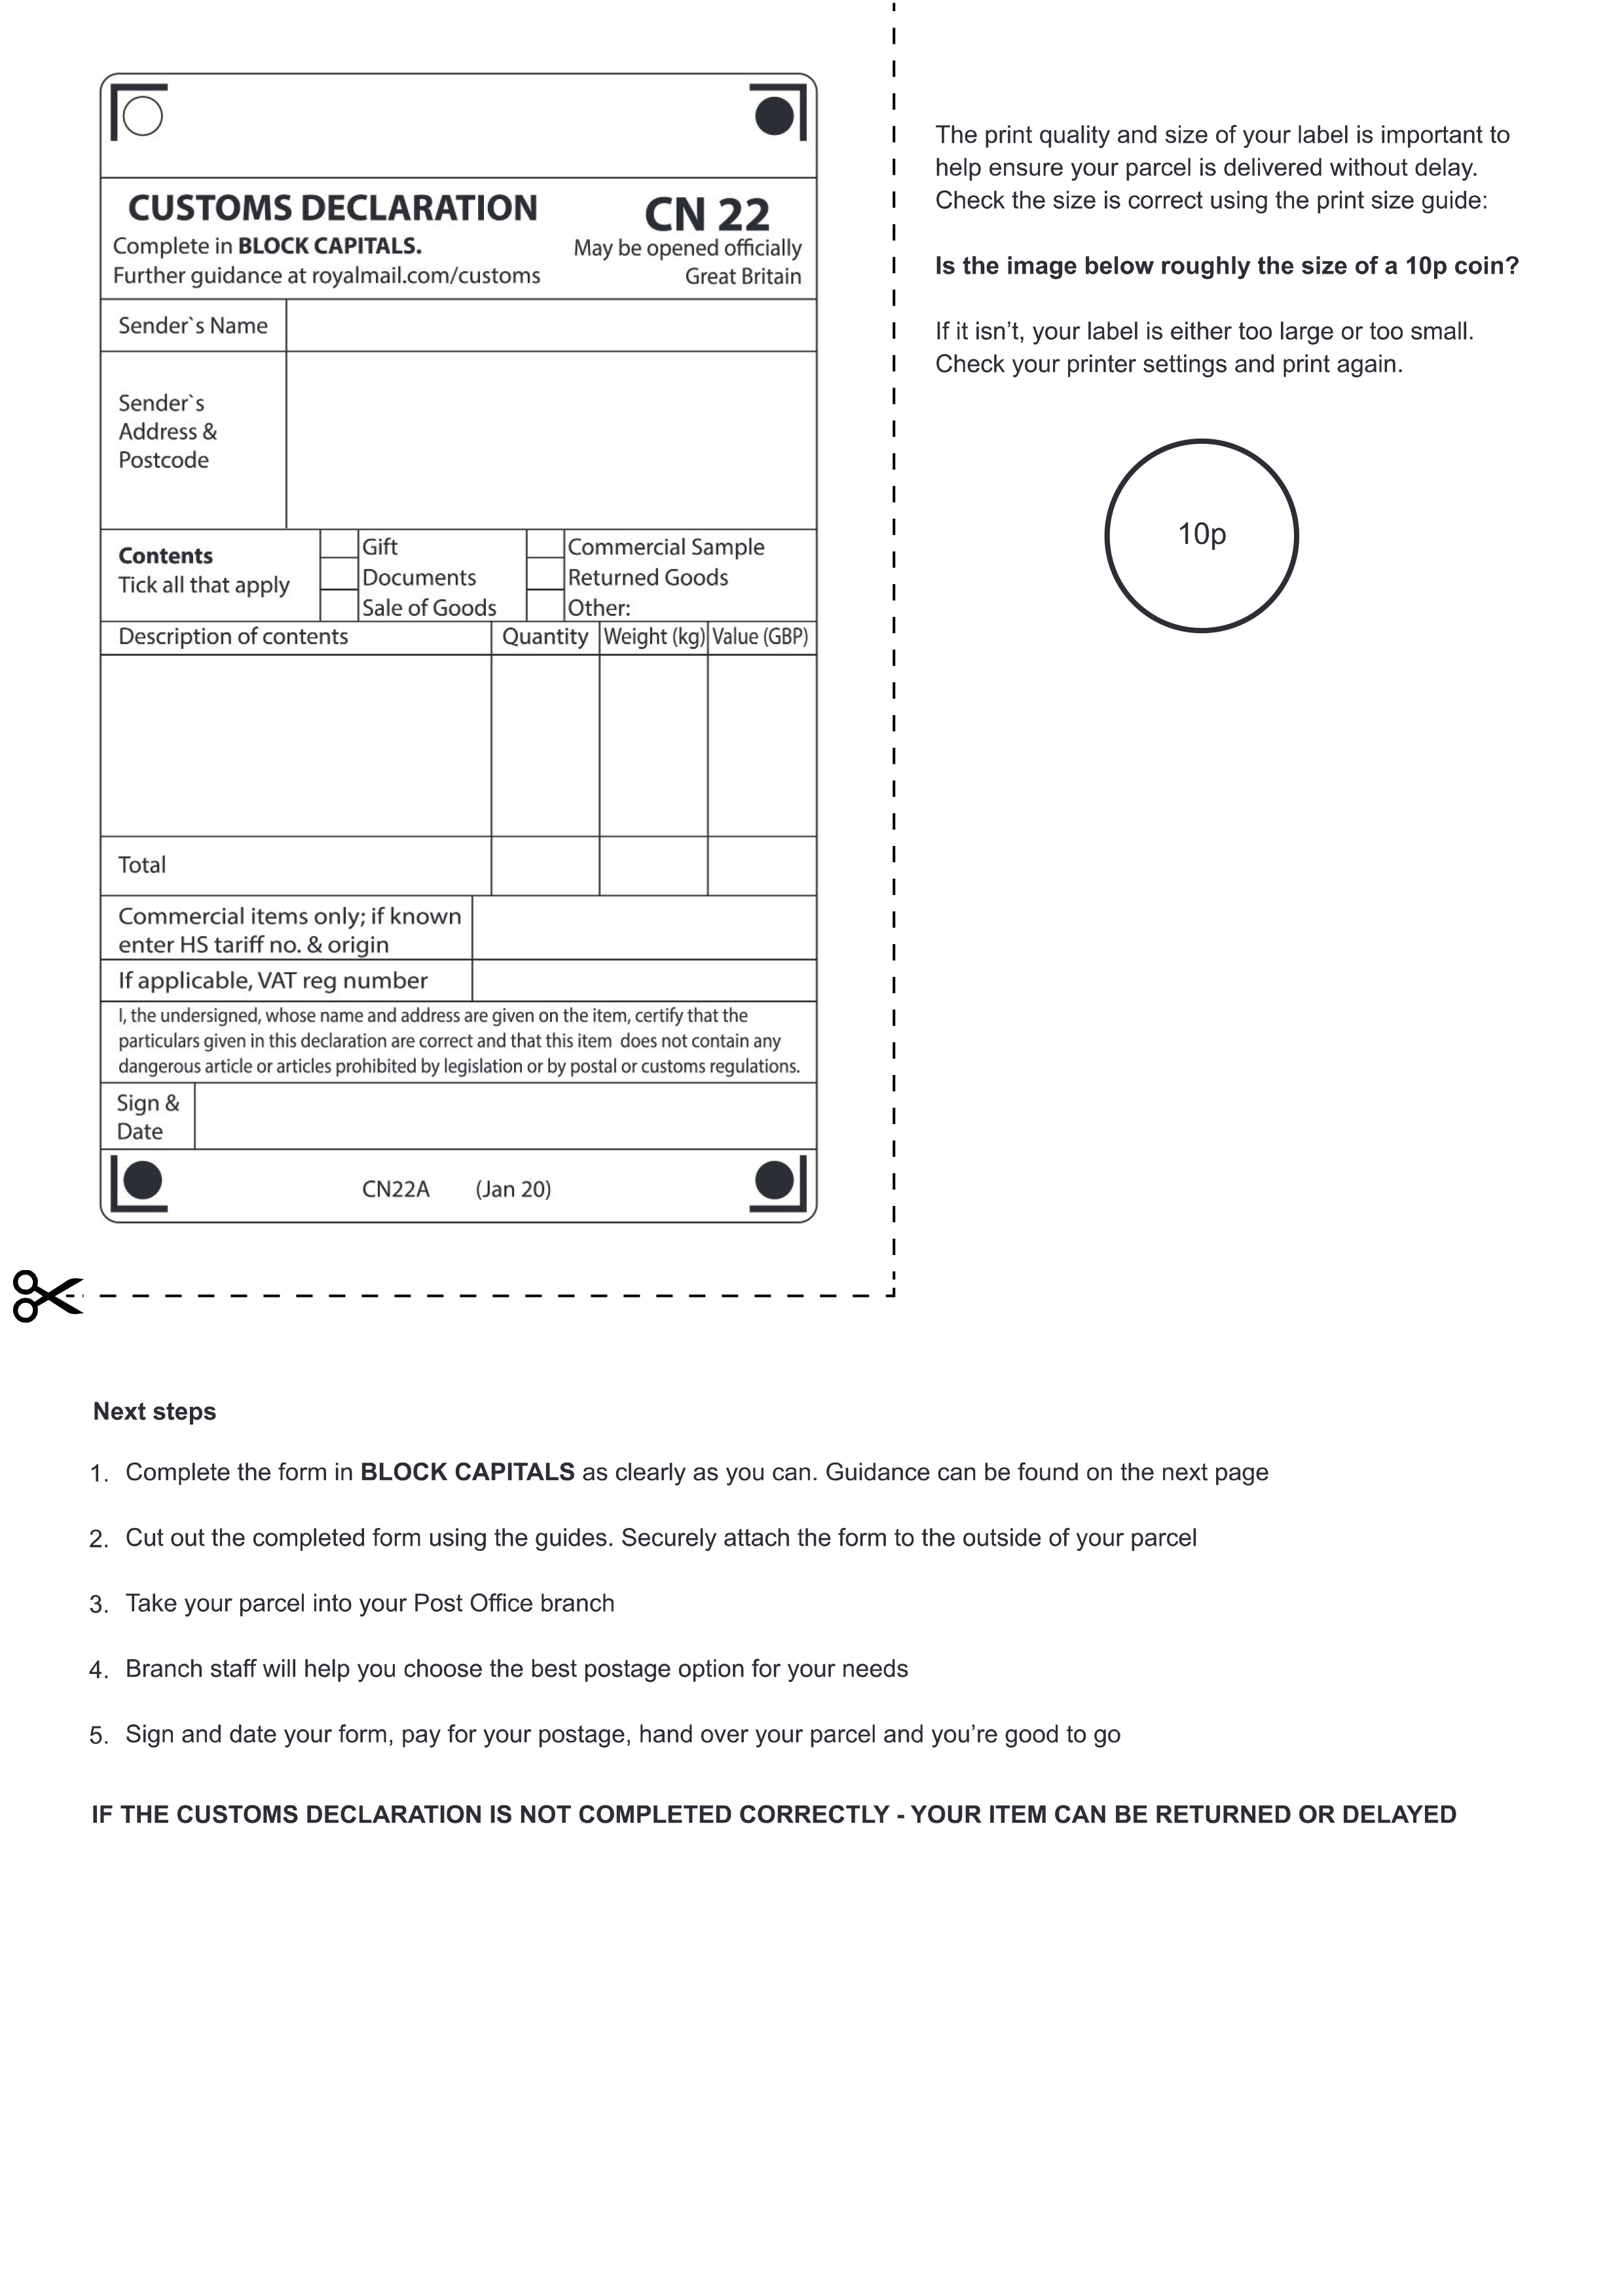 CUSTOMS DECLARATION
CN 22
Complete in BLOCK CAPITALS.
May be opened officially
Further guidance at royalmail.com/customs
Great Britain
Sender`s Name
Sender`s
Address &
Postcode
Contents
Tick all that apply
Gift
Documents
Sale of Goods
Commercial Sample
Returned Goods
Other:
Description of contents
Quantity
Weight (kg)
Value (GBP)
Total
Commercial items only; if known
enter HS tariff no. & origin
If applicable, VAT reg number
I, the undersigned, whose name and address are given on the item, certify that the
particulars given in this declaration are correct and that this item does not contain any
dangerous article or articles prohibited by legislation or by postal or customs regulations.
Sign &
Date
CN22A (Jan 20)
The print quality and size of your label is important to
help ensure your parcel is delivered without delay.
Check the size is correct using the print size guide:
Is the image below roughly the size of a 10p coin?
If it isn’t, your label is either too large or too small.
Check your printer settings and print again.
10p
Next steps
1. Complete the form in BLOCK CAPITALS as clearly as you can. Guidance can be found on the next page
2. Cut out the completed form using the guides. Securely attach the form to the outside of your parcel
3. Take your parcel into your Post Office branch
4. Branch staff will help you choose the best postage option for your needs
5. Sign and date your form, pay for your postage, hand over your parcel and you’re good to go
IF THE CUSTOMS DECLARATION IS NOT COMPLETED CORRECTLY - YOUR ITEM CAN BE RETURNED OR DELAYED